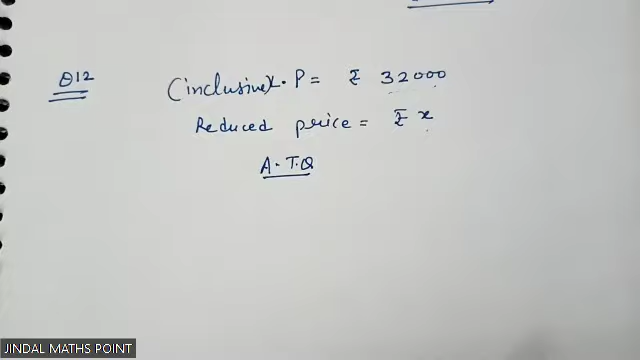 Q12
(inclusive) P = ₹ 32000
Reduced price = ₹ x
A.T.Q
JINDAL MATHS POINT